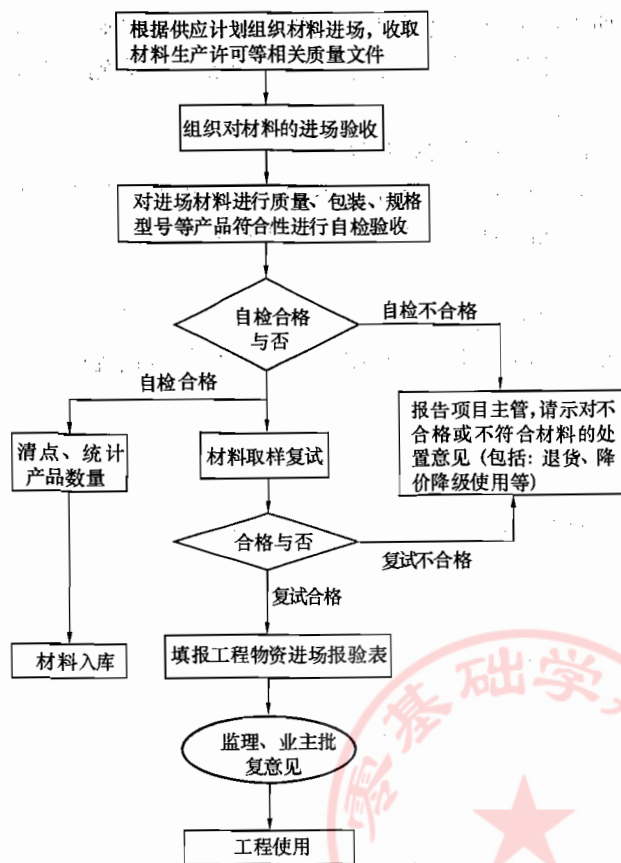 根据供应计划组织材料进场，收取
材料生产许可等相关质量文件
组织对材料的进场验收
对进场材料进行质量、包装、规格
型号等产品符合性进行自检验收
自检合格
与否
自检不合格
自检合格
清点、统计
产品数量
材料取样复试
报告项目主管，请示对不
合格或不符合材料的处
置意见（包括：退货、降
价降级使用等）
合格与否
复试不合格
复试合格
材料入库
填报工程物资进场报验表
监理、业主批
复意见
工程使用
零基础学